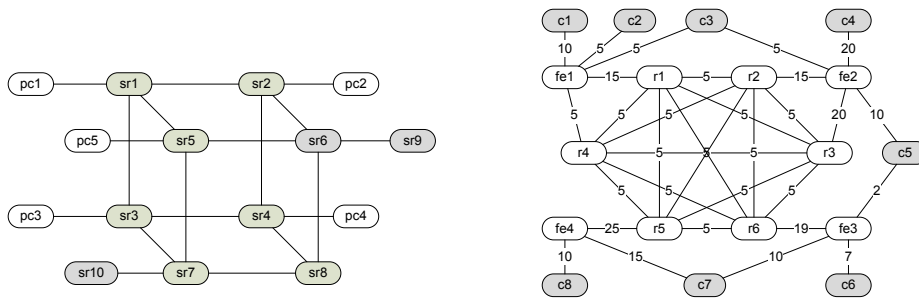 c1 c2 c3 c4
10 5 5 5 20
pc1 sr1 sr2 pc2
fe1 15 r1 5 r2 15 fe2
5 5 5 5 5 20 10
pc5 sr5 sr6 sr9
r4 5 5 5 5 r3 c5
5 5 5 5 2
pc3 sr3 sr4 pc4
fe4 25 r5 5 r6 19 fe3
10 15 10 7
sr10 sr7 sr8
c8 c7 c6